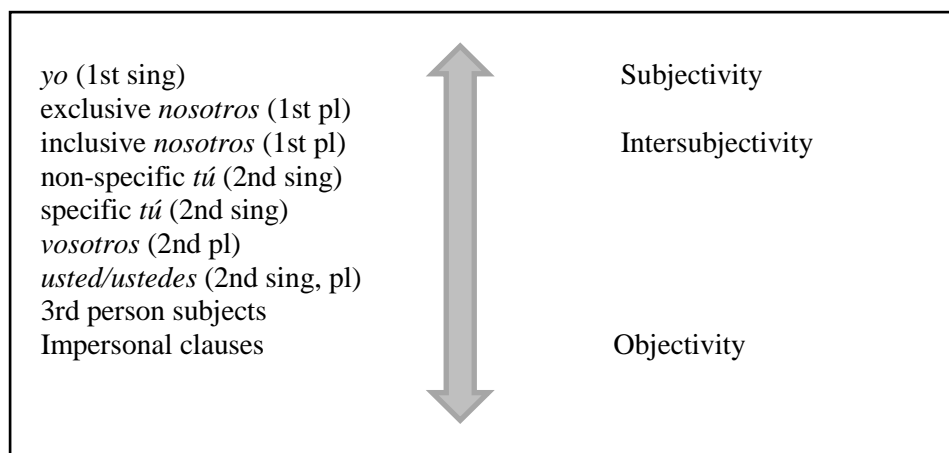 yo (1st sing) Subjectivity
exclusive nosotros (1st pl)
inclusive nosotros (1st pl) Intersubjectivity
non-specific tú (2nd sing)
specific tú (2nd sing)
vosotros (2nd pl)
usted/ustedes (2nd sing, pl)
3rd person subjects
Impersonal clauses Objectivity